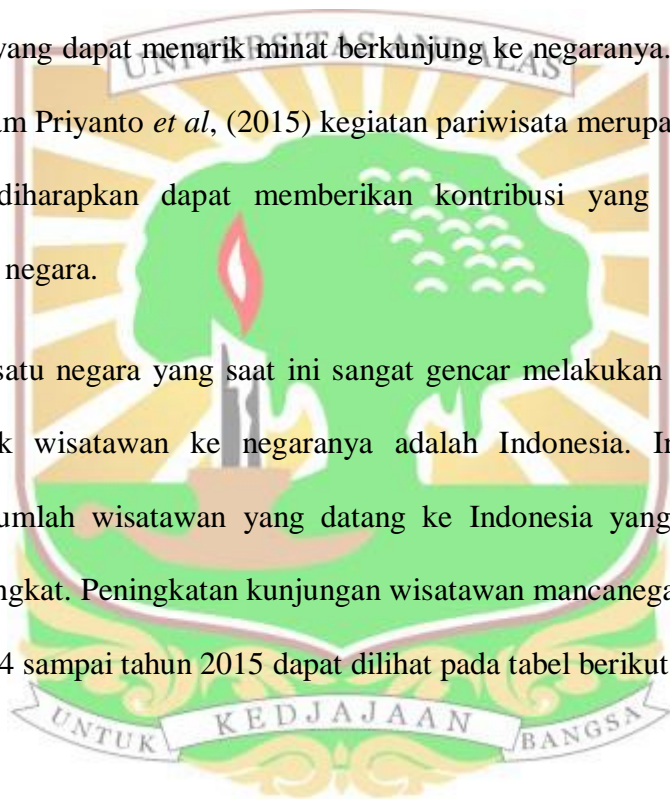 UNIVERSITAS ANDALAS
yang dapat menarik minat berkunjung ke negaranya.
am Priyanto et al, (2015) kegiatan pariwisata merupa
diharapkan dapat memberikan kontribusi yang
negara.
satu negara yang saat ini sangat gencar melakukan
k wisatawan ke negaranya adalah Indonesia. In
umlah wisatawan yang datang ke Indonesia yang
ngkat. Peningkatan kunjungan wisatawan mancanega
4 sampai tahun 2015 dapat dilihat pada tabel berikut
UNTUK KEDJAJAAN BANGSA